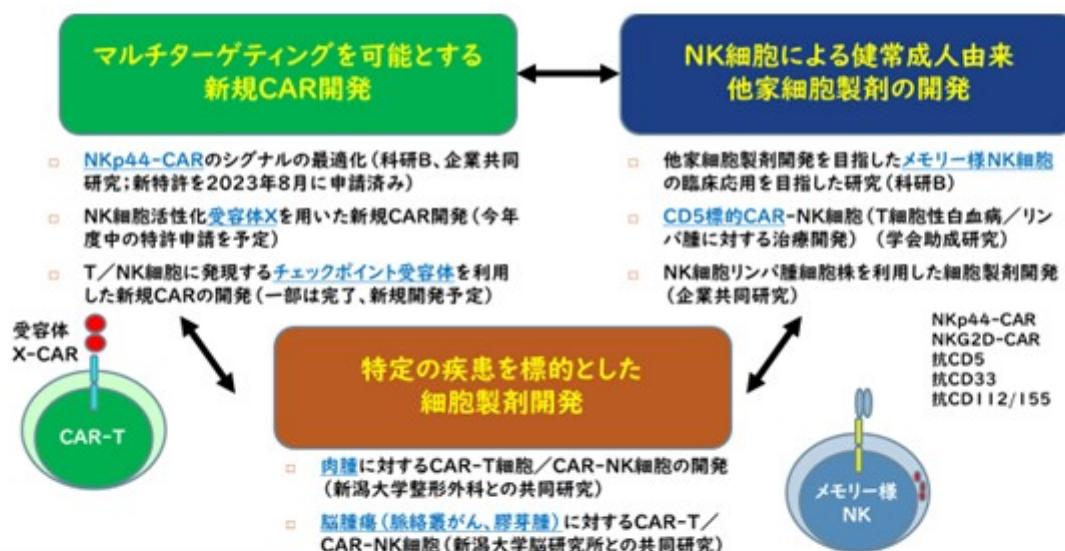 マルチターゲティングを可能とする
新規CAR開発
NKp44-CARのシグナルの最適化(科研B、企業共同
研究;新特許を2023年8月に申請済み)
NK細胞活性化受容体Xを用いた新規CAR開発(今年
度中の特許申請を予定)
T/NK細胞に発現するチェックポイント受容体を利用
した新規CARの開発(一部は完了、新規開発予定)
NK細胞による健常成人由来
他家細胞製剤の開発
他家細胞製剤開発を目指したメモリー様NK細胞
の臨床応用を目指した研究(科研B)
CD5標的CAR-NK細胞(T細胞性白血病/リン
パ腫に対する治療開発) (学会助成研究)
NK細胞リンパ腫細胞株を利用した細胞製剤開発
(企業共同研究)
受容体
X-CAR
CAR-T
特定の疾患を標的とした
細胞製剤開発
肉腫に対するCAR-T細胞/CAR-NK細胞の開発
(新潟大学整形外科との共同研究)
脳腫瘍(脈絡叢がん、膠芽腫)に対するCAR-T/
CAR-NK細胞(新潟大学脳研究所との共同研究)
NKp44-CAR
NKG2D-CAR
抗CD5
抗CD33
抗CD112/155
メモリー様
NK